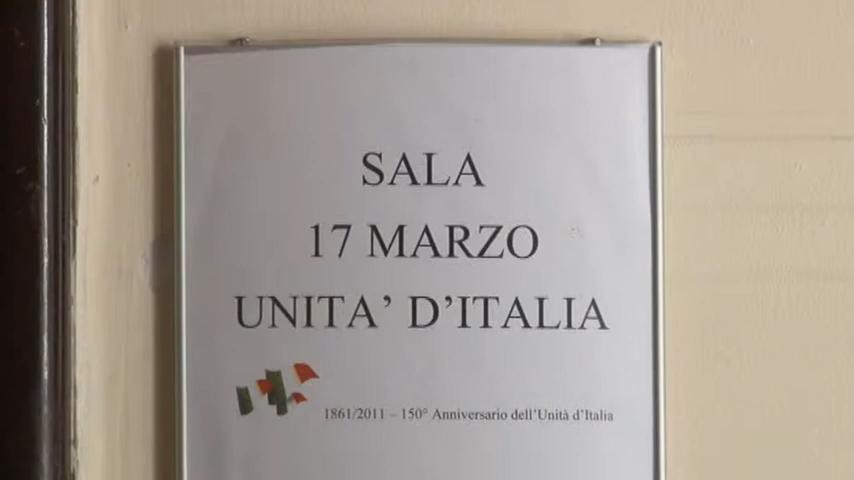 SALA
17 MARZO
UNITA’ D’ITALIA
1861/2011 – 150° Anniversario dell’Unità d’Italia